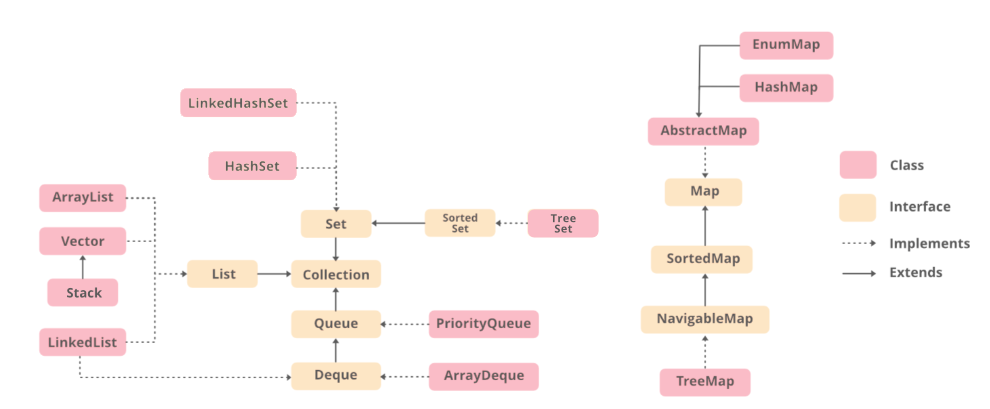 EnumMap
HashMap
LinkedHashSet
AbstractMap
HashSet
Class
ArrayList
Map
Interface
Set
Sorted
Set
Tree
Set
Vector
Implements
List
Collection
SortedMap
Extends
Stack
Queue
PriorityQueue
NavigableMap
LinkedList
Deque
ArrayDeque
TreeMap